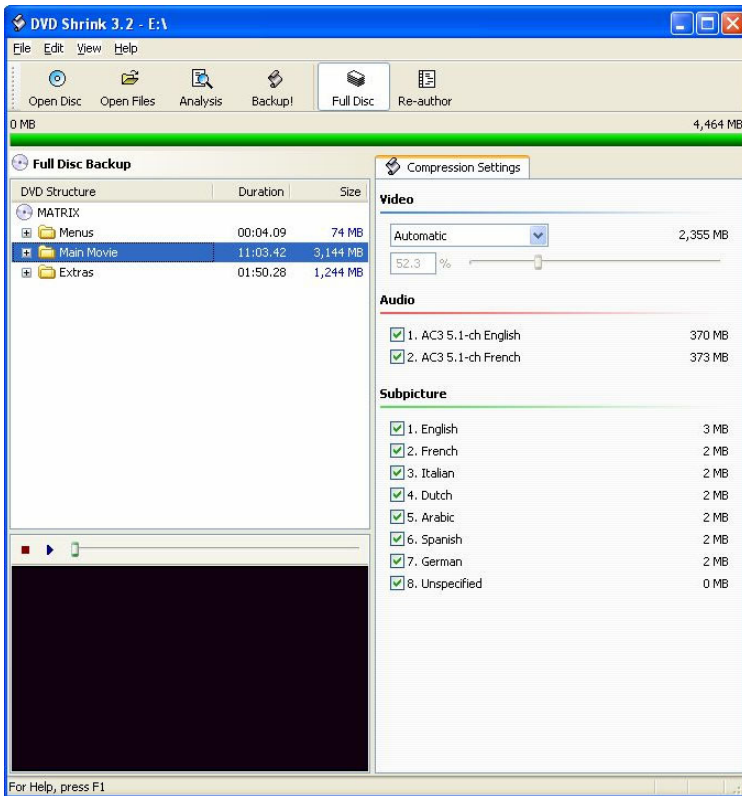 DVD Shrink 3.2 - E:\
File Edit View Help
Open Disc Open Files Analysis Backup! Full Disc Re-author
0 MB 4,464 MB
Full Disc Backup
DVD Structure Duration Size
MATRIX
Menus 00:04.09 74 MB
Main Movie 11:03.42 3,144 MB
Extras 01:50.28 1,244 MB
Compression Settings
Video
Automatic 2,355 MB
52.3 %
Audio
1. AC3 5.1-ch English 370 MB
2. AC3 5.1-ch French 373 MB
Subpicture
1. English 3 MB
2. French 2 MB
3. Italian 2 MB
4. Dutch 2 MB
5. Arabic 2 MB
6. Spanish 2 MB
7. German 2 MB
8. Unspecified 0 MB
For Help, press F1